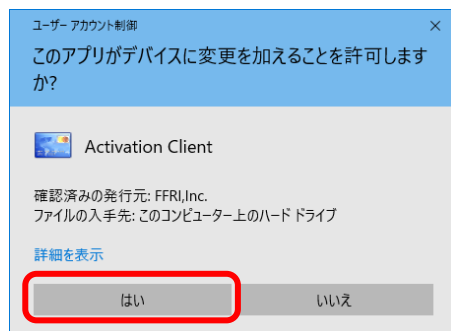 ユーザー アカウント制御
このアプリがデバイスに変更を加えることを許可します
か?
Activation Client
確認済みの発行元: FFRI,Inc.
ファイルの入手先: このコンピューター上のハード ドライブ
詳細を表示
はい いいえ